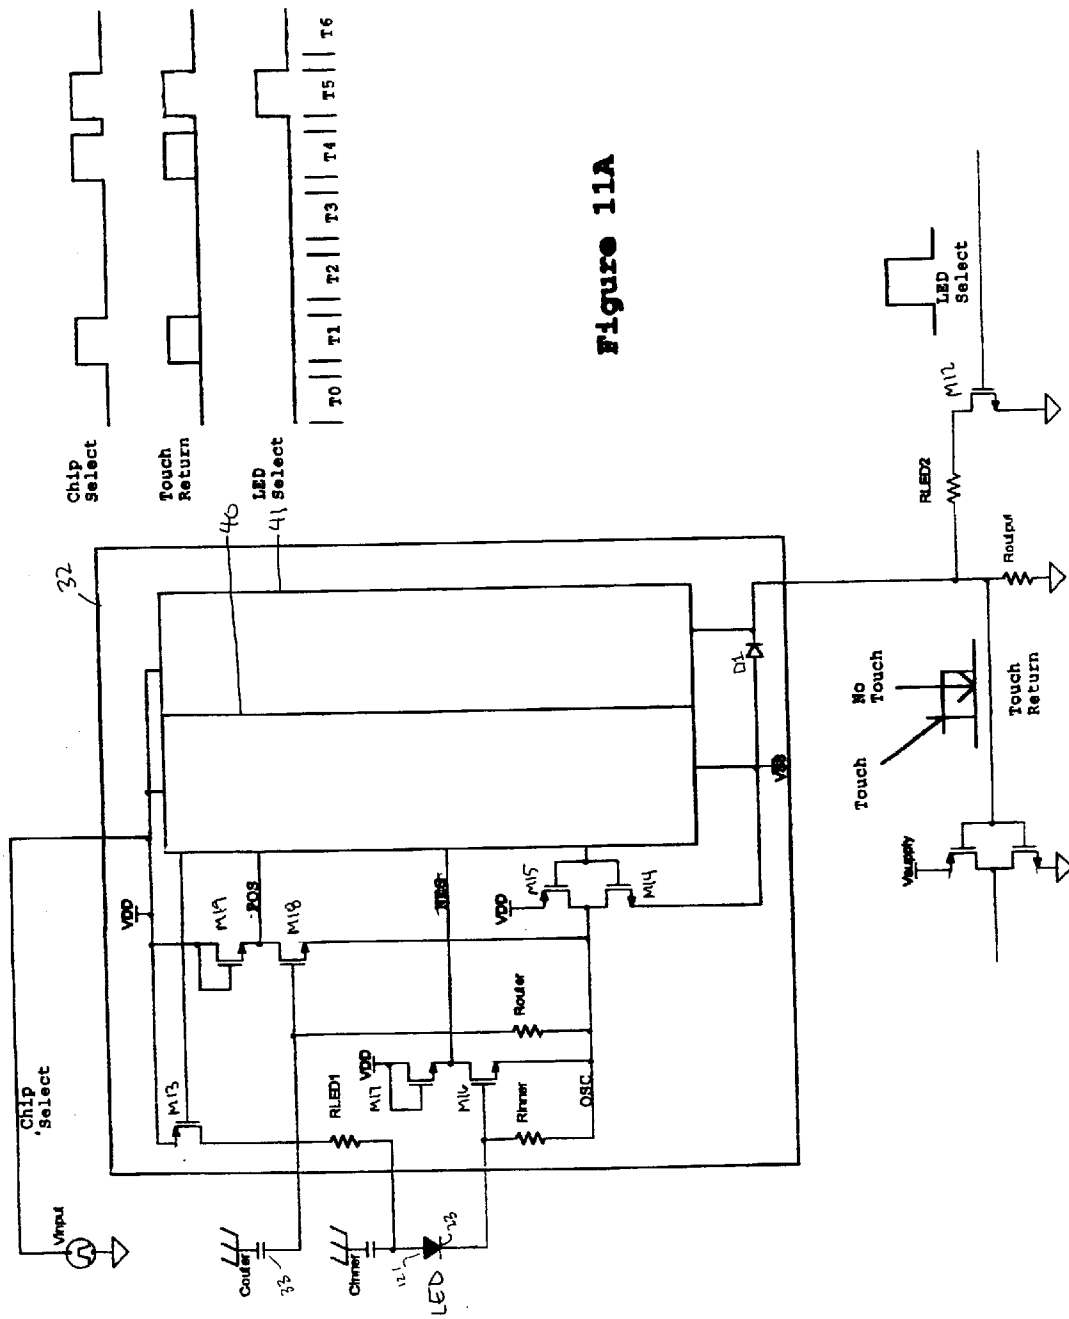 Chip
Select
Touch
Return
LED
Select
T0 T1 T2 T3 T4 T5 T6
Figure 11A
Vinput
Chip
'Select
32
40
41
VDD
M13
M19
POS
M18
Couter
33
Cinner
RLED1
121
23
LED
VDD
M17
M16
NEG
Router
Rinner
OSC
VDD
M15
M14
D1
VSS
RLED2
M12
LED
Select
Routput
Touch
No
Touch
Touch
Return
Vsupply